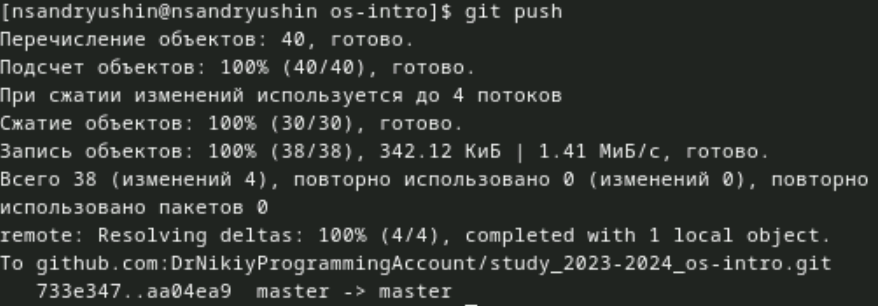 [nsandryushin@nsandryushin os-intro]$ git push
Перечисление объектов: 40, готово.
Подсчет объектов: 100% (40/40), готово.
При сжатии изменений используется до 4 потоков
Сжатие объектов: 100% (30/30), готово.
Запись объектов: 100% (38/38), 342.12 КиБ | 1.41 МиБ/с, готово.
Всего 38 (изменений 4), повторно использовано 0 (изменений 0), повторно
использовано пакетов 0
remote: Resolving deltas: 100% (4/4), completed with 1 local object.
To github.com:DrNikiyProgrammingAccount/study_2023-2024_os-intro.git
   733e347..aa04ea9  master -> master